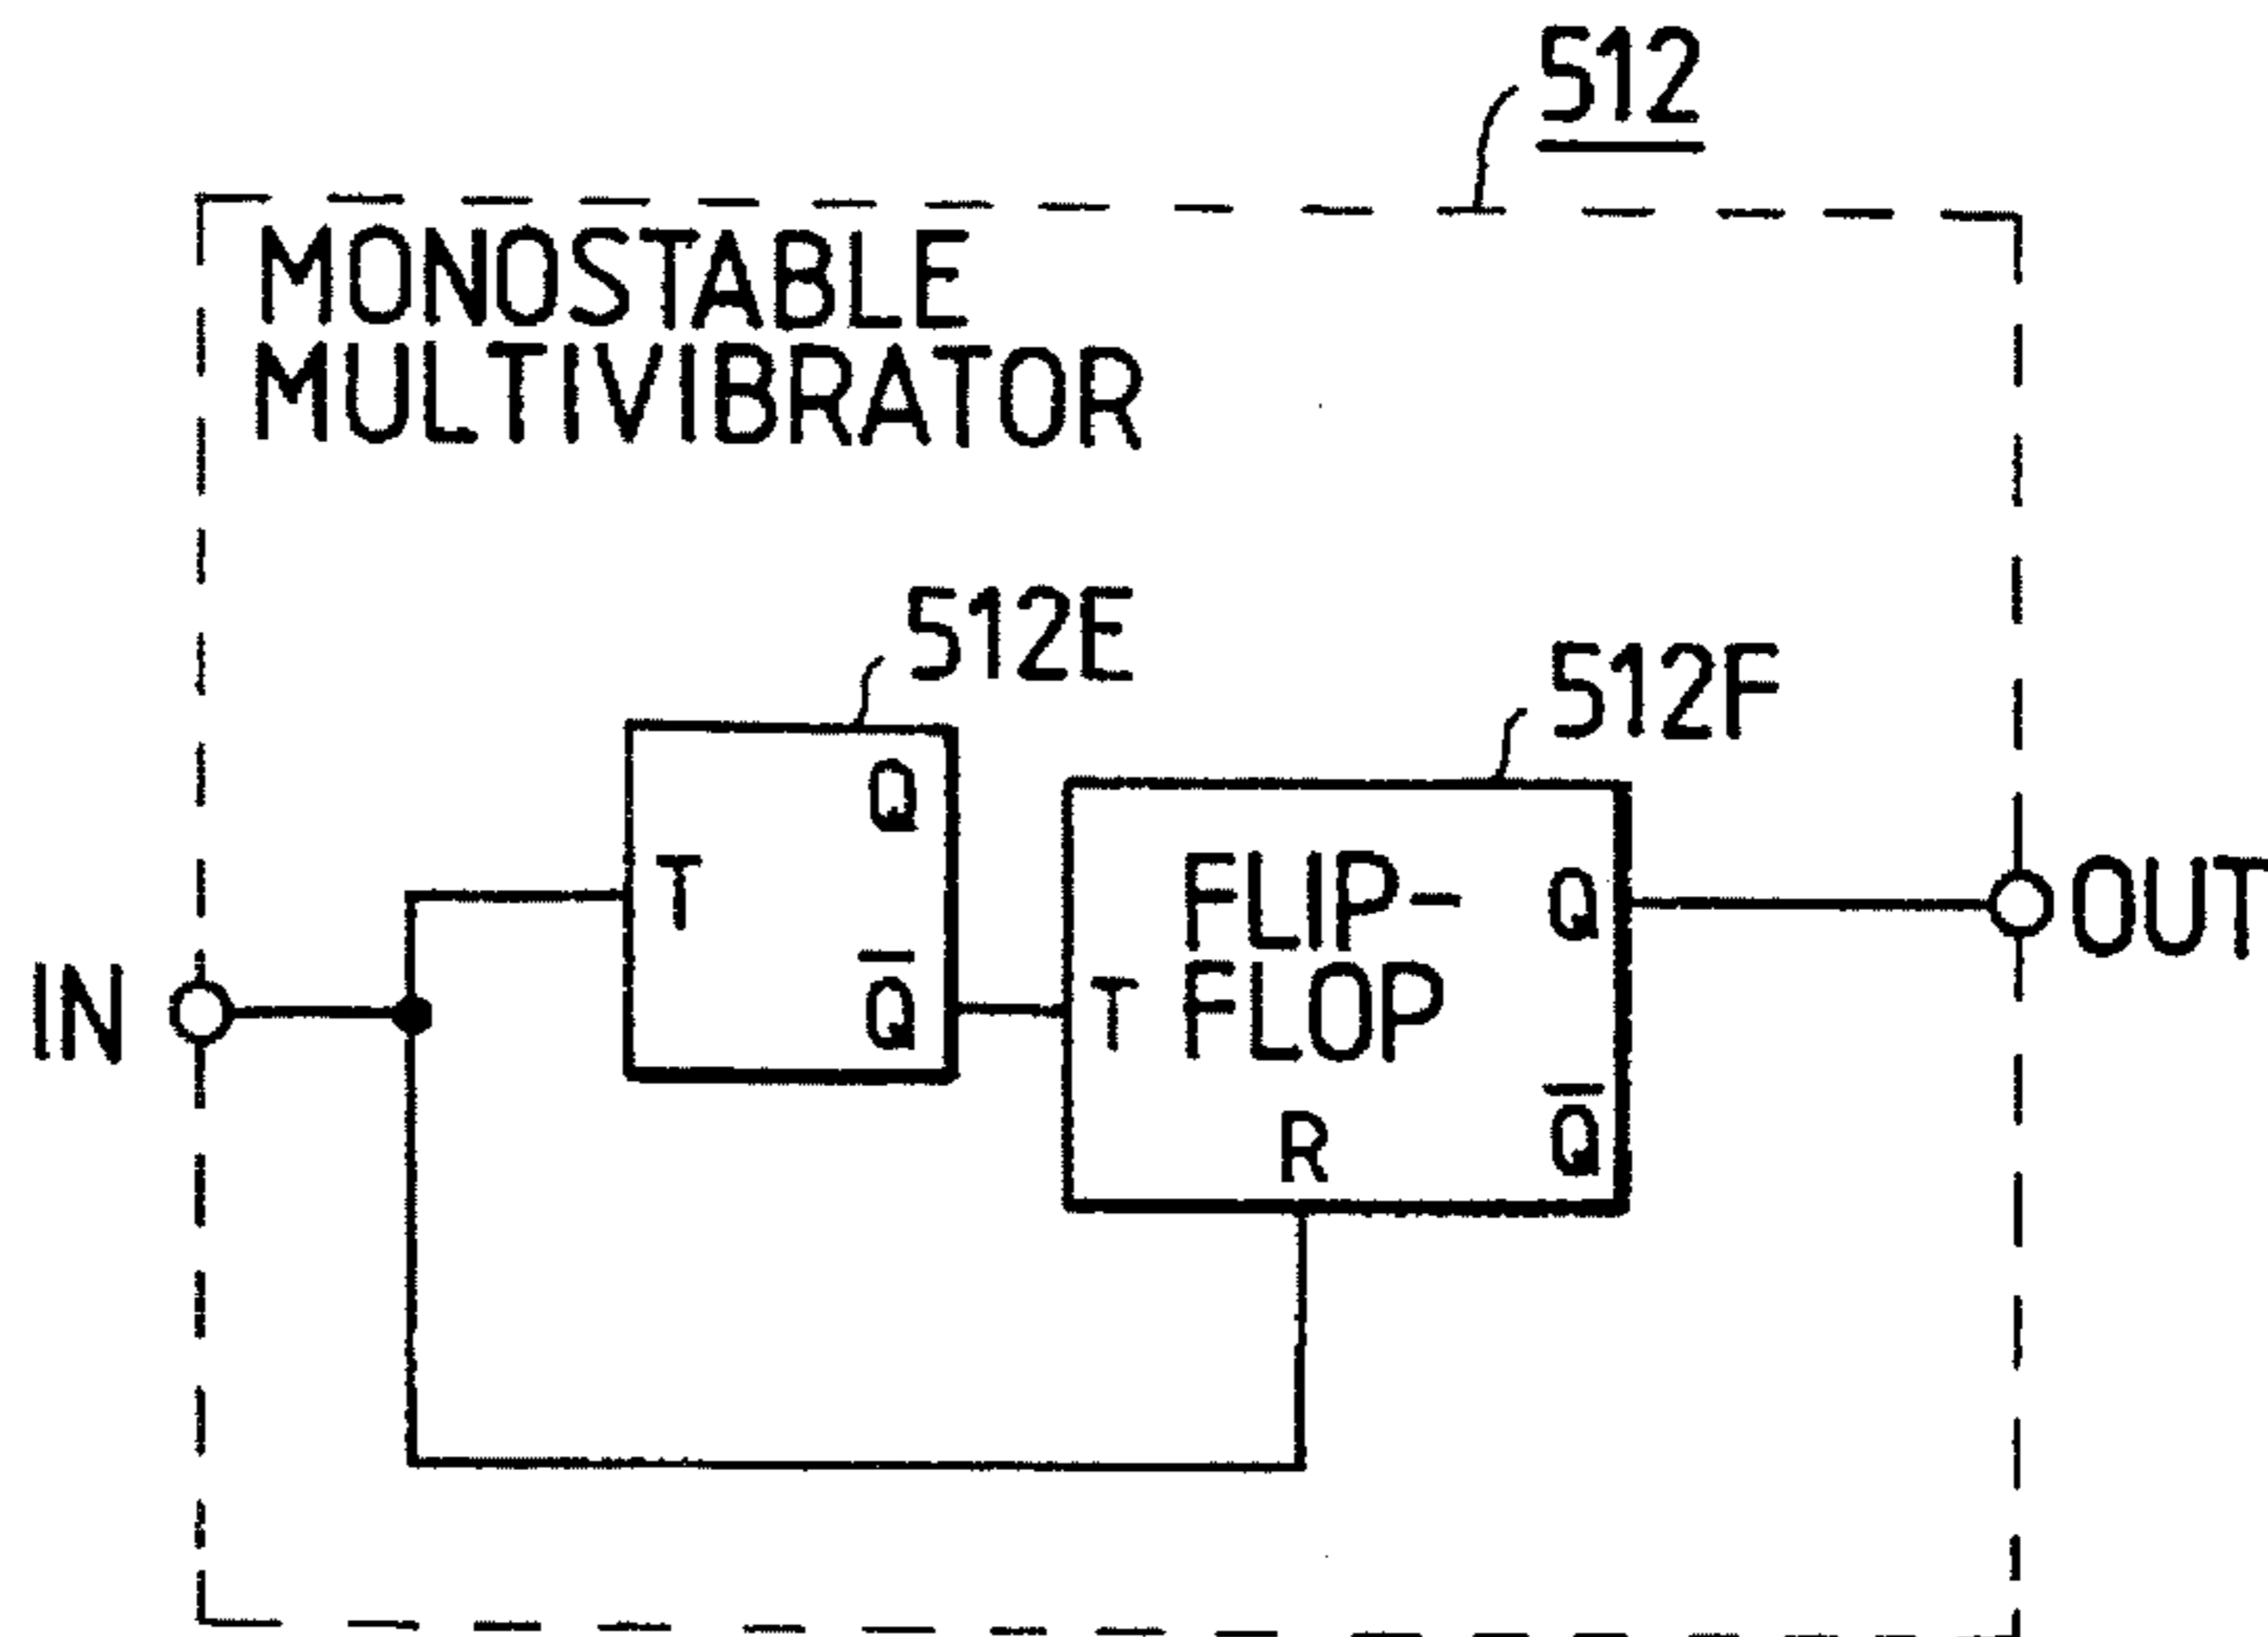 512
MONOSTABLE
MULTIVIBRATOR
512E
512F
Q
T
Q̅
FLIP-
FLOP
T
Q
Q̅
R
IN
OUT